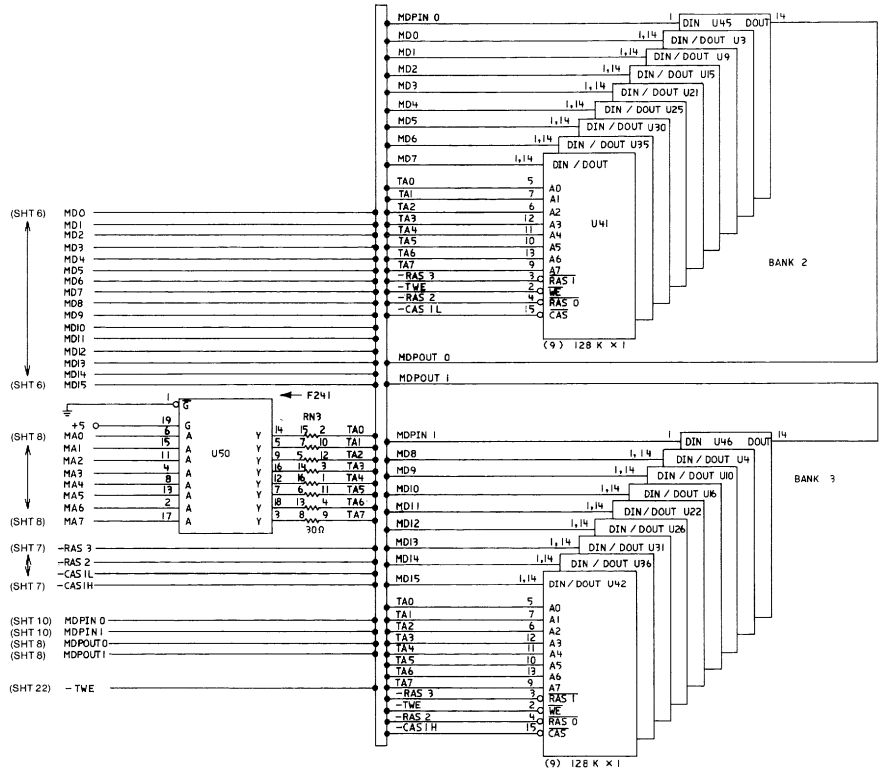 MDPIN 0 1 DIN U45 DOUT 14
MD0 1,14 DIN / DOUT U3
MD1 1,14 DIN / DOUT U9
MD2 1,14 DIN / DOUT U15
MD3 1,14 DIN / DOUT U21
MD4 1,14 DIN / DOUT U25
MD5 1,14 DIN / DOUT U30
MD6 1,14 DIN / DOUT U35
MD7 1,14 DIN / DOUT
U41
TA0 5 A0
TA1 7 A1
TA2 6 A2
TA3 12 A3
TA4 11 A4
TA5 10 A5
TA6 13 A6
TA7 9 A7
-RAS 3 3 RAS 1
-TWE 2 WE
-RAS 2 4 RAS 0
-CAS 1L 15 CAS
(9) 128 K × 1
BANK 2
MDPOUT 0
MDPOUT 1
(SHT 6) MD0
MD1
MD2
MD3
MD4
MD5
MD6
MD7
MD8
MD9
MD10
MD11
MD12
MD13
MD14
(SHT 6) MD15
F241
1 G
+5 19 G
RN3
U50
(SHT 8) MA0 6 A Y 14 15 2 TA0
MA1 15 A Y 5 7 10 TA1
MA2 11 A Y 9 5 12 TA2
MA3 4 A Y 16 14 3 TA3
MA4 8 A Y 12 16 1 TA4
MA5 13 A Y 7 6 11 TA5
MA6 2 A Y 18 13 4 TA6
(SHT 8) MA7 17 A Y 3 8 9 TA7
30Ω
(SHT 7) -RAS 3
-RAS 2
-CAS1L
(SHT 7) -CAS1H
(SHT 10) MDPIN 0
(SHT 10) MDPIN 1
(SHT 8) MDPOUT 0
(SHT 8) MDPOUT 1
(SHT 22) - TWE
MDPIN 1 1 DIN U46 DOUT 14
MD8 1,14 DIN / DOUT U4
MD9 1,14 DIN / DOUT U10
MD10 1,14 DIN / DOUT U16
MD11 1,14 DIN / DOUT U22
MD12 1,14 DIN / DOUT U26
MD13 1,14 DIN / DOUT U31
MD14 1,14 DIN / DOUT U36
MD15 1,14 DIN / DOUT U42
TA0 5 A0
TA1 7 A1
TA2 6 A2
TA3 12 A3
TA4 11 A4
TA5 10 A5
TA6 13 A6
TA7 9 A7
-RAS 3 3 RAS 1
-TWE 2 WE
-RAS 2 4 RAS 0
-CAS 1H 15 CAS
(9) 128 K × 1
BANK 3